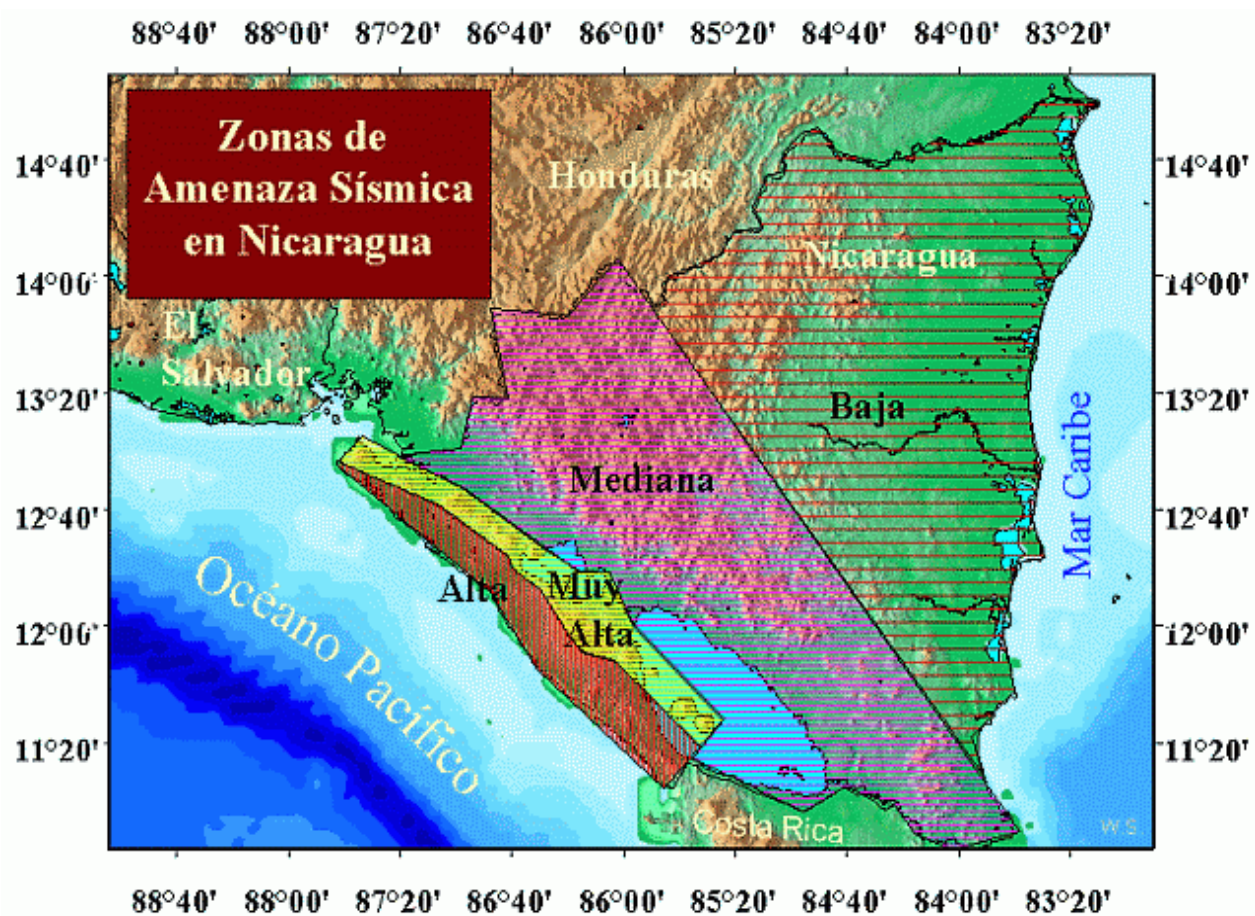 88°40' 88°00' 87°20' 86°40' 86°00' 85°20' 84°40' 84°00' 83°20'
Zonas de
Amenaza Sísmica
en Nicaragua
14°40'
14°40'
Honduras
Nicaragua
14°06'
14°00'
El
Salvador
13°20'
13°20'
Baja
Mediana
Mar Caribe
12°40'
12°40'
Océano Pacífico
Alta
Muy
Alta
12°06'
12°00'
11°20'
11°20'
Costa Rica
W.S
88°40' 88°00' 87°20' 86°40' 86°00' 85°20' 84°40' 84°00' 83°20'